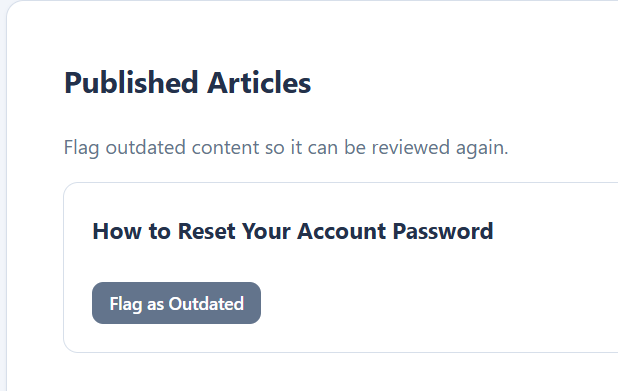 Published Articles
Flag outdated content so it can be reviewed again.
How to Reset Your Account Password
Flag as Outdated